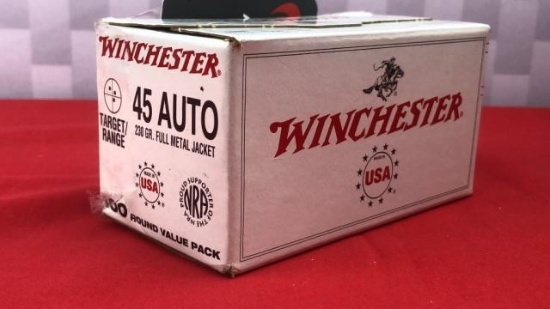 WINCHESTER
TARGET/
RANGE
45 AUTO
230 GR. FULL METAL JACKET
MADE IN
USA
PROUD SUPPORTER
OF THE NRA
NRA
ROUND VALUE PACK
WINCHESTER
MADE IN
USA